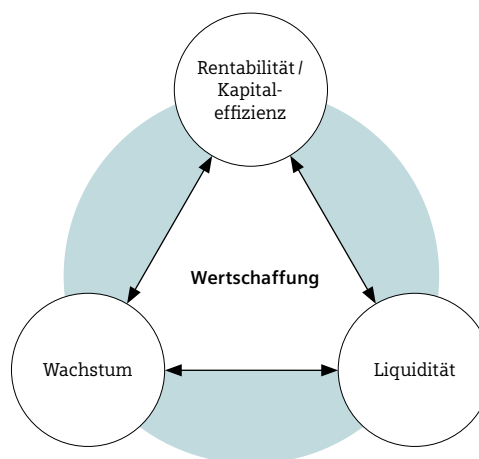 Rentabilität /
Kapital-
effizienz
Wertschaffung
Wachstum
Liquidität